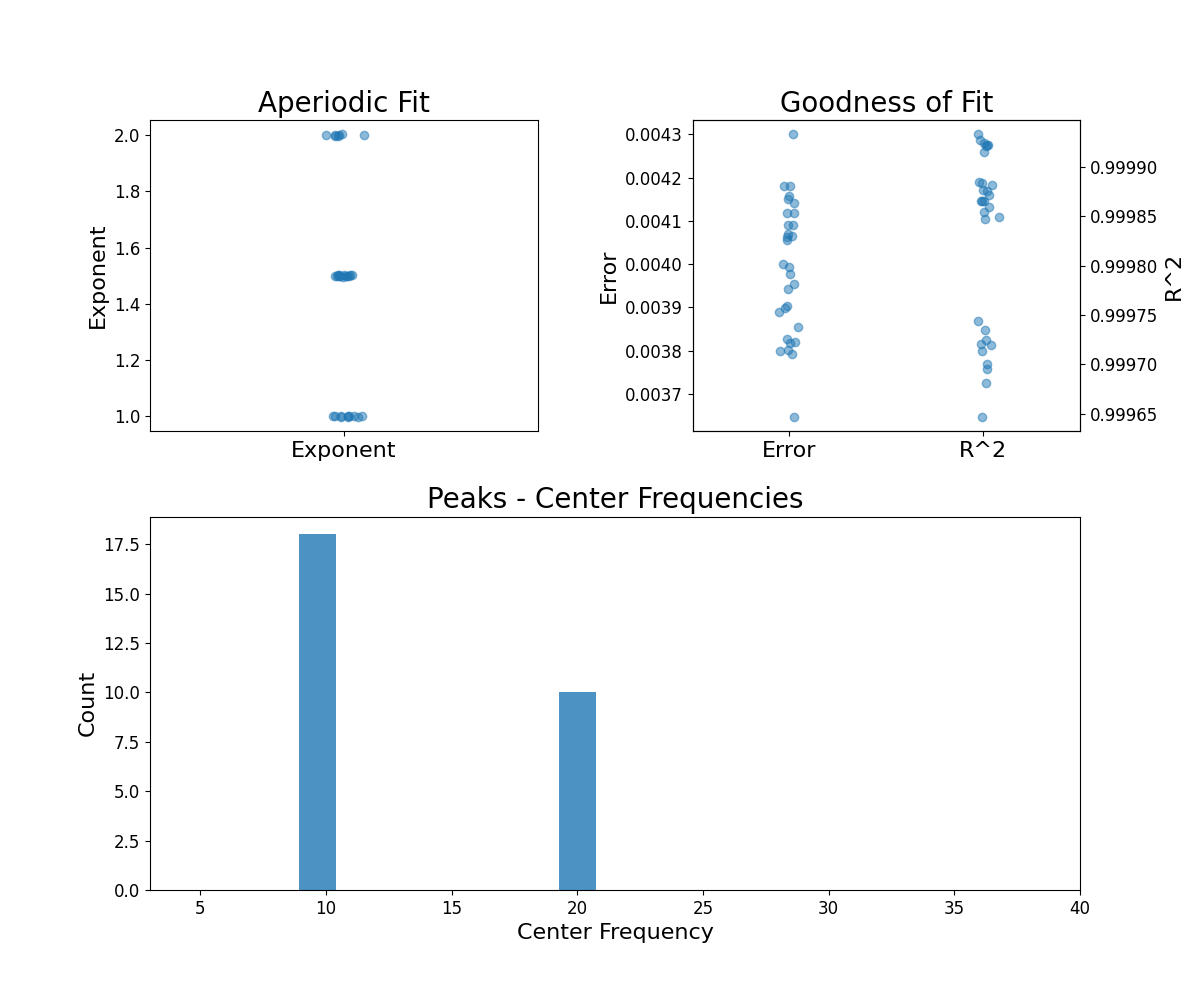 Aperiodic Fit
2.0
1.8
1.6
1.4
1.2
1.0
Exponent
Exponent
Goodness of Fit
0.0043
0.0042
0.0041
0.0040
0.0039
0.0038
0.0037
Error
0.99990
0.99985
0.99980
0.99975
0.99970
0.99965
R^2
Error R^2
Peaks - Center Frequencies
17.5
15.0
12.5
10.0
7.5
5.0
2.5
0.0
Count
5 10 15 20 25 30 35 40
Center Frequency